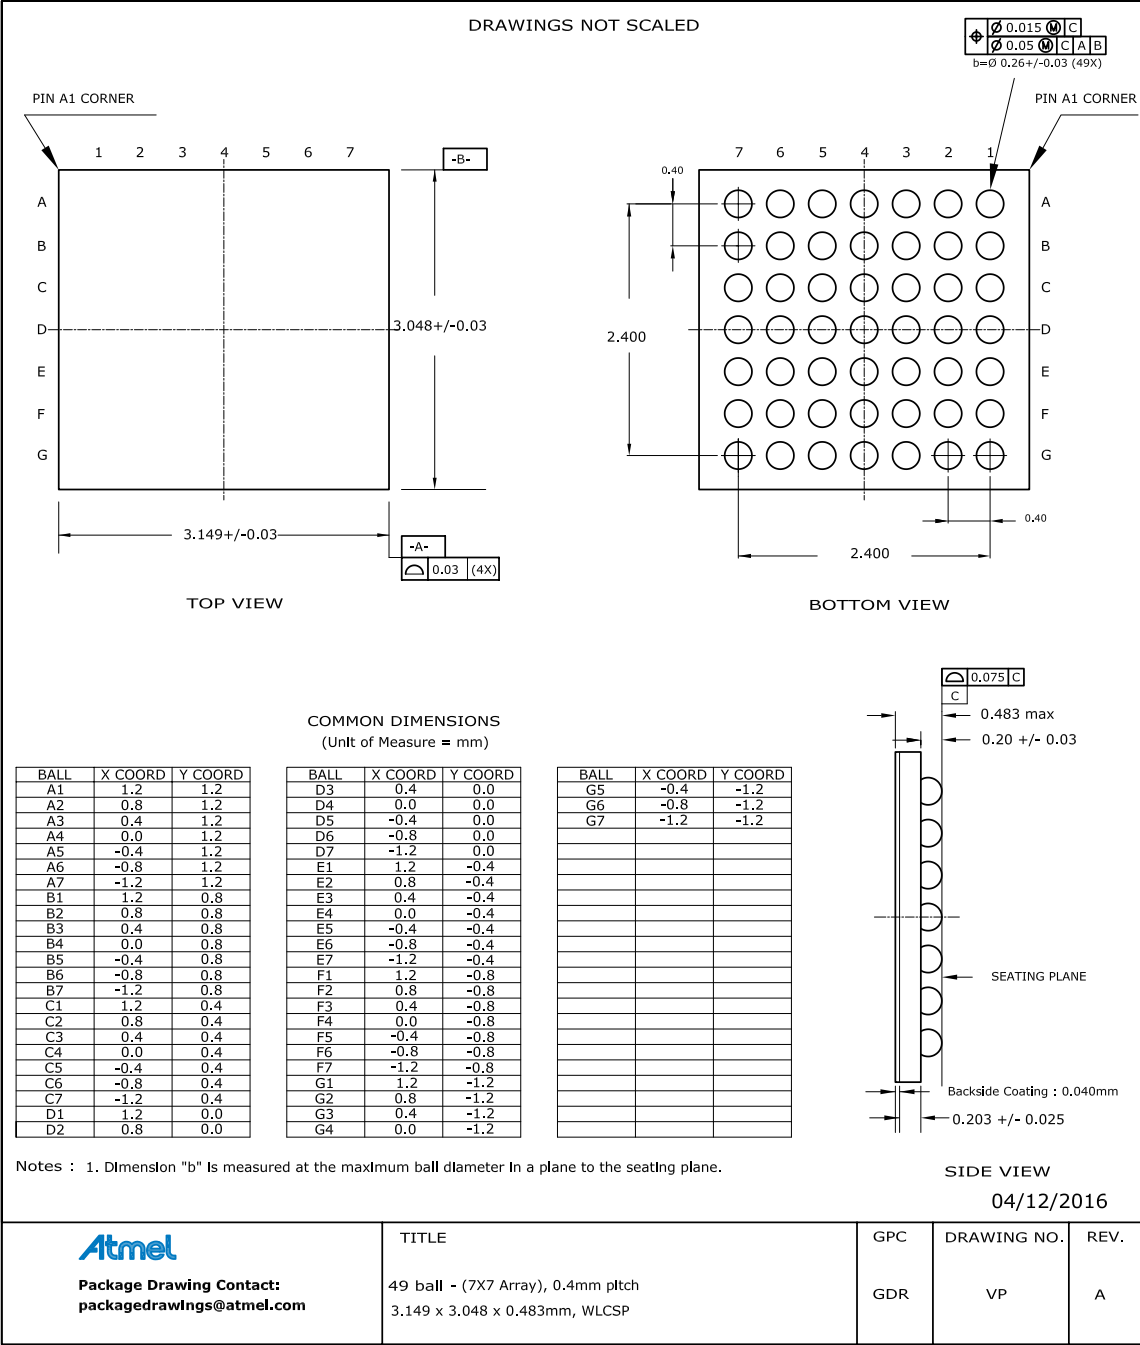 DRAWINGS NOT SCALED
Ø 0.015 Ⓜ C
Ø 0.05 Ⓜ C A B
b=Ø 0.26+/-0.03 (49X)
PIN A1 CORNER
PIN A1 CORNER
1 2 3 4 5 6 7
-B-
7 6 5 4 3 2 1
0.40
A
B
C
D
E
F
G
3.048+/-0.03
2.400
A
B
C
D
E
F
G
3.149+/-0.03
-A-
0.03 (4X)
0.40
2.400
TOP VIEW
BOTTOM VIEW
0.075 C
C
0.483 max
0.20 +/- 0.03
COMMON DIMENSIONS
(Unit of Measure = mm)
BALL X COORD Y COORD
A1 1.2 1.2
A2 0.8 1.2
A3 0.4 1.2
A4 0.0 1.2
A5 -0.4 1.2
A6 -0.8 1.2
A7 -1.2 1.2
B1 1.2 0.8
B2 0.8 0.8
B3 0.4 0.8
B4 0.0 0.8
B5 -0.4 0.8
B6 -0.8 0.8
B7 -1.2 0.8
C1 1.2 0.4
C2 0.8 0.4
C3 0.4 0.4
C4 0.0 0.4
C5 -0.4 0.4
C6 -0.8 0.4
C7 -1.2 0.4
D1 1.2 0.0
D2 0.8 0.0
BALL X COORD Y COORD
D3 0.4 0.0
D4 0.0 0.0
D5 -0.4 0.0
D6 -0.8 0.0
D7 -1.2 0.0
E1 1.2 -0.4
E2 0.8 -0.4
E3 0.4 -0.4
E4 0.0 -0.4
E5 -0.4 -0.4
E6 -0.8 -0.4
E7 -1.2 -0.4
F1 1.2 -0.8
F2 0.8 -0.8
F3 0.4 -0.8
F4 0.0 -0.8
F5 -0.4 -0.8
F6 -0.8 -0.8
F7 -1.2 -0.8
G1 1.2 -1.2
G2 0.8 -1.2
G3 0.4 -1.2
G4 0.0 -1.2
BALL X COORD Y COORD
G5 -0.4 -1.2
G6 -0.8 -1.2
G7 -1.2 -1.2
SEATING PLANE
Backside Coating : 0.040mm
0.203 +/- 0.025
Notes : 1. Dimension "b" is measured at the maximum ball diameter in a plane to the seating plane.
SIDE VIEW
04/12/2016
Atmel
Package Drawing Contact:
packagedrawings@atmel.com
TITLE
49 ball - (7X7 Array), 0.4mm pitch
3.149 x 3.048 x 0.483mm, WLCSP
GPC
GDR
DRAWING NO.
VP
REV.
A